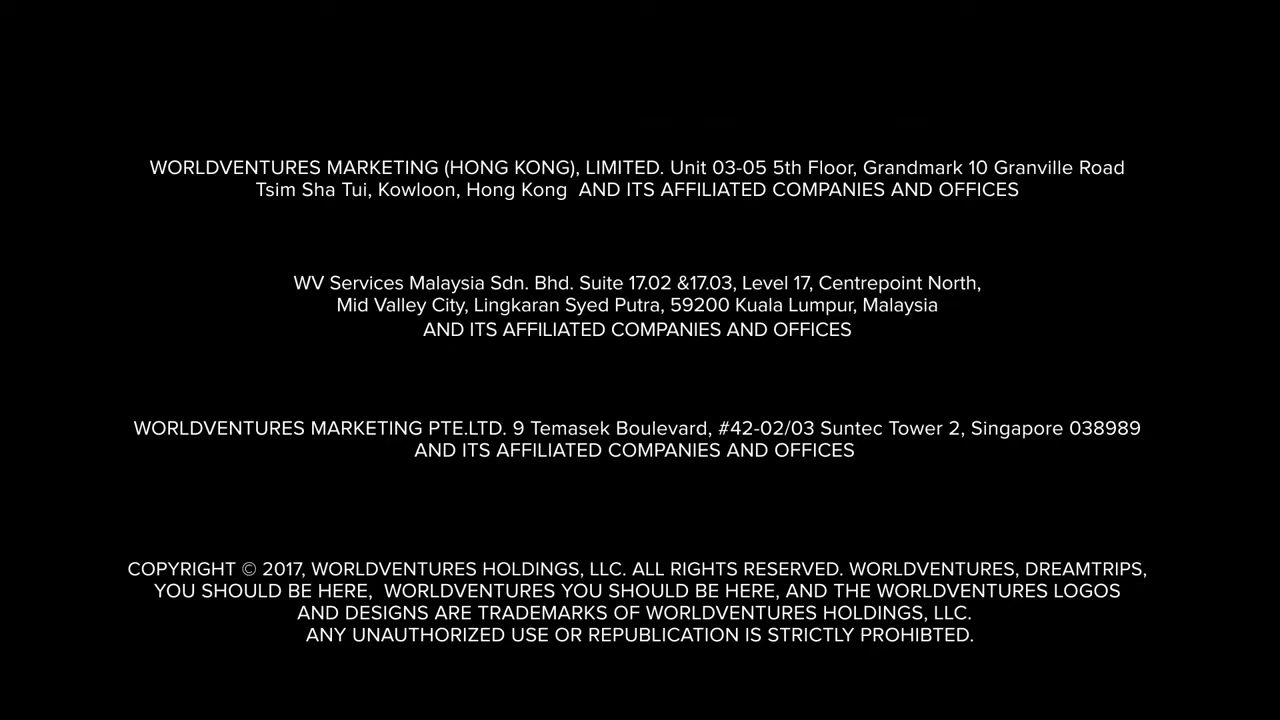 WORLDVENTURES MARKETING (HONG KONG), LIMITED. Unit 03-05 5th Floor, Grandmark 10 Granville Road
Tsim Sha Tui, Kowloon, Hong Kong  AND ITS AFFILIATED COMPANIES AND OFFICES
WV Services Malaysia Sdn. Bhd. Suite 17.02 &17.03, Level 17, Centrepoint North,
Mid Valley City, Lingkaran Syed Putra, 59200 Kuala Lumpur, Malaysia
AND ITS AFFILIATED COMPANIES AND OFFICES
WORLDVENTURES MARKETING PTE.LTD. 9 Temasek Boulevard, #42-02/03 Suntec Tower 2, Singapore 038989
AND ITS AFFILIATED COMPANIES AND OFFICES
COPYRIGHT © 2017, WORLDVENTURES HOLDINGS, LLC. ALL RIGHTS RESERVED. WORLDVENTURES, DREAMTRIPS,
YOU SHOULD BE HERE,  WORLDVENTURES YOU SHOULD BE HERE, AND THE WORLDVENTURES LOGOS
AND DESIGNS ARE TRADEMARKS OF WORLDVENTURES HOLDINGS, LLC.
ANY UNAUTHORIZED USE OR REPUBLICATION IS STRICTLY PROHIBTED.